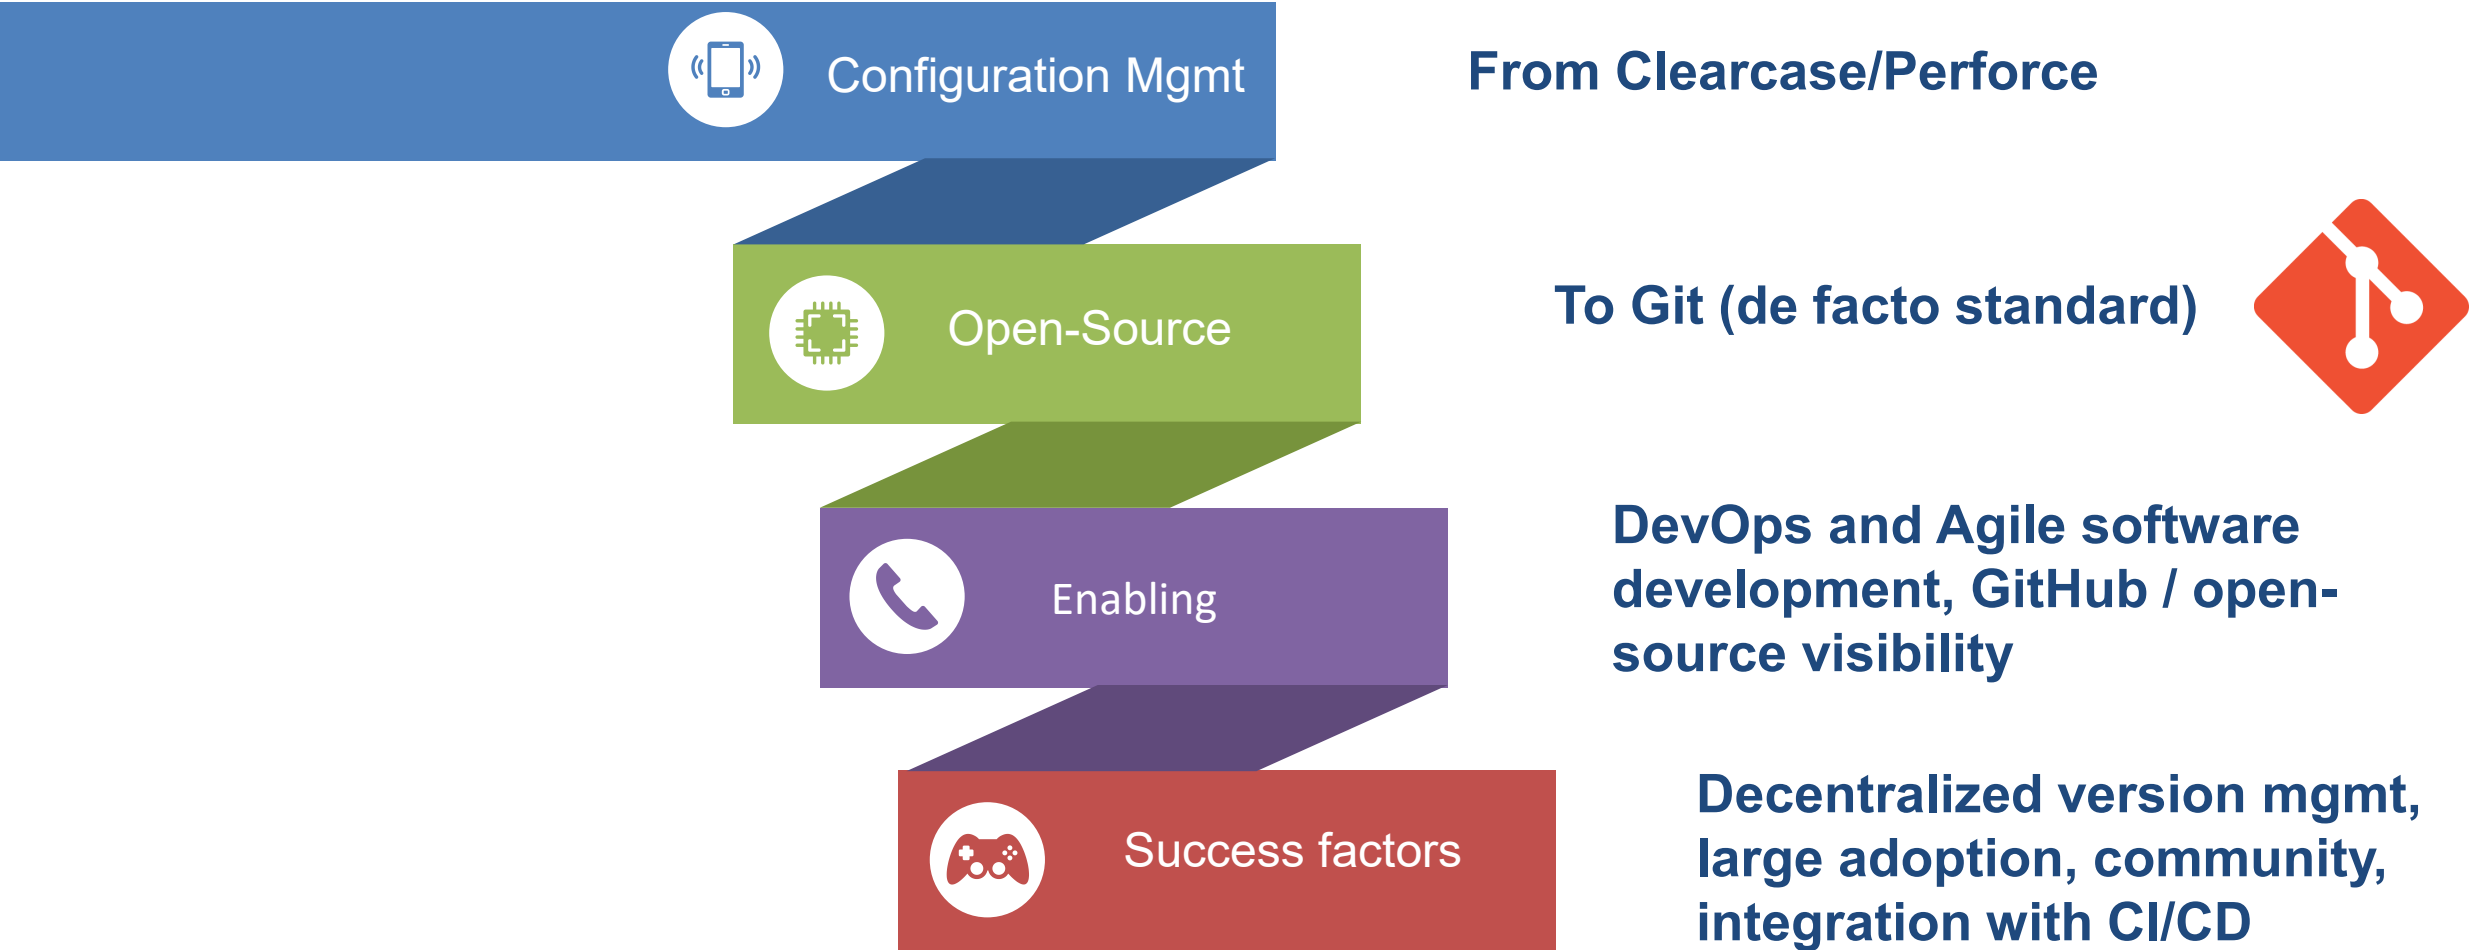 Configuration Mgmt
From Clearcase/Perforce
Open-Source
To Git (de facto standard)
Enabling
DevOps and Agile software
development, GitHub / open-
source visibility
Success factors
Decentralized version mgmt,
large adoption, community,
integration with CI/CD